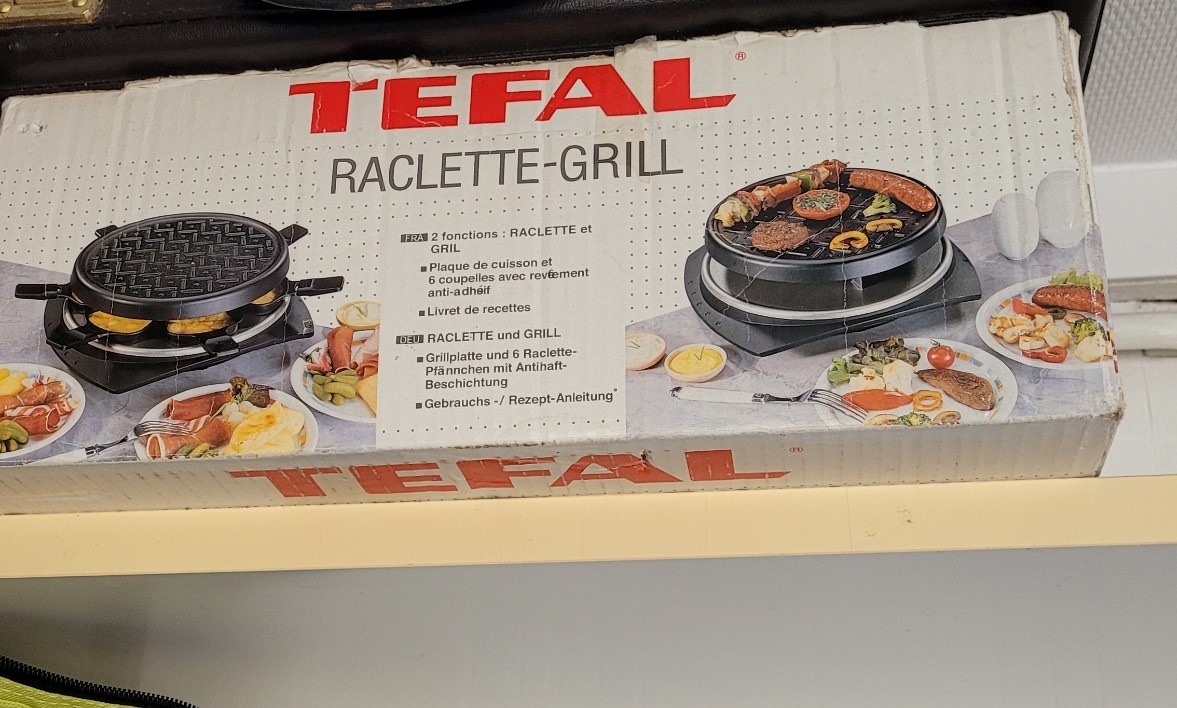 TEFAL®
RACLETTE-GRILL
FRA 2 fonctions : RACLETTE et
GRIL
■ Plaque de cuisson et
6 coupelles avec revêtement
anti-adhésif
■ Livret de recettes
DEU RACLETTE und GRILL
■ Grillplatte und 6 Raclette-
Pfännchen mit Antihaft-
Beschichtung
■ Gebrauchs -/ Rezept-Anleitung
TEFAL®